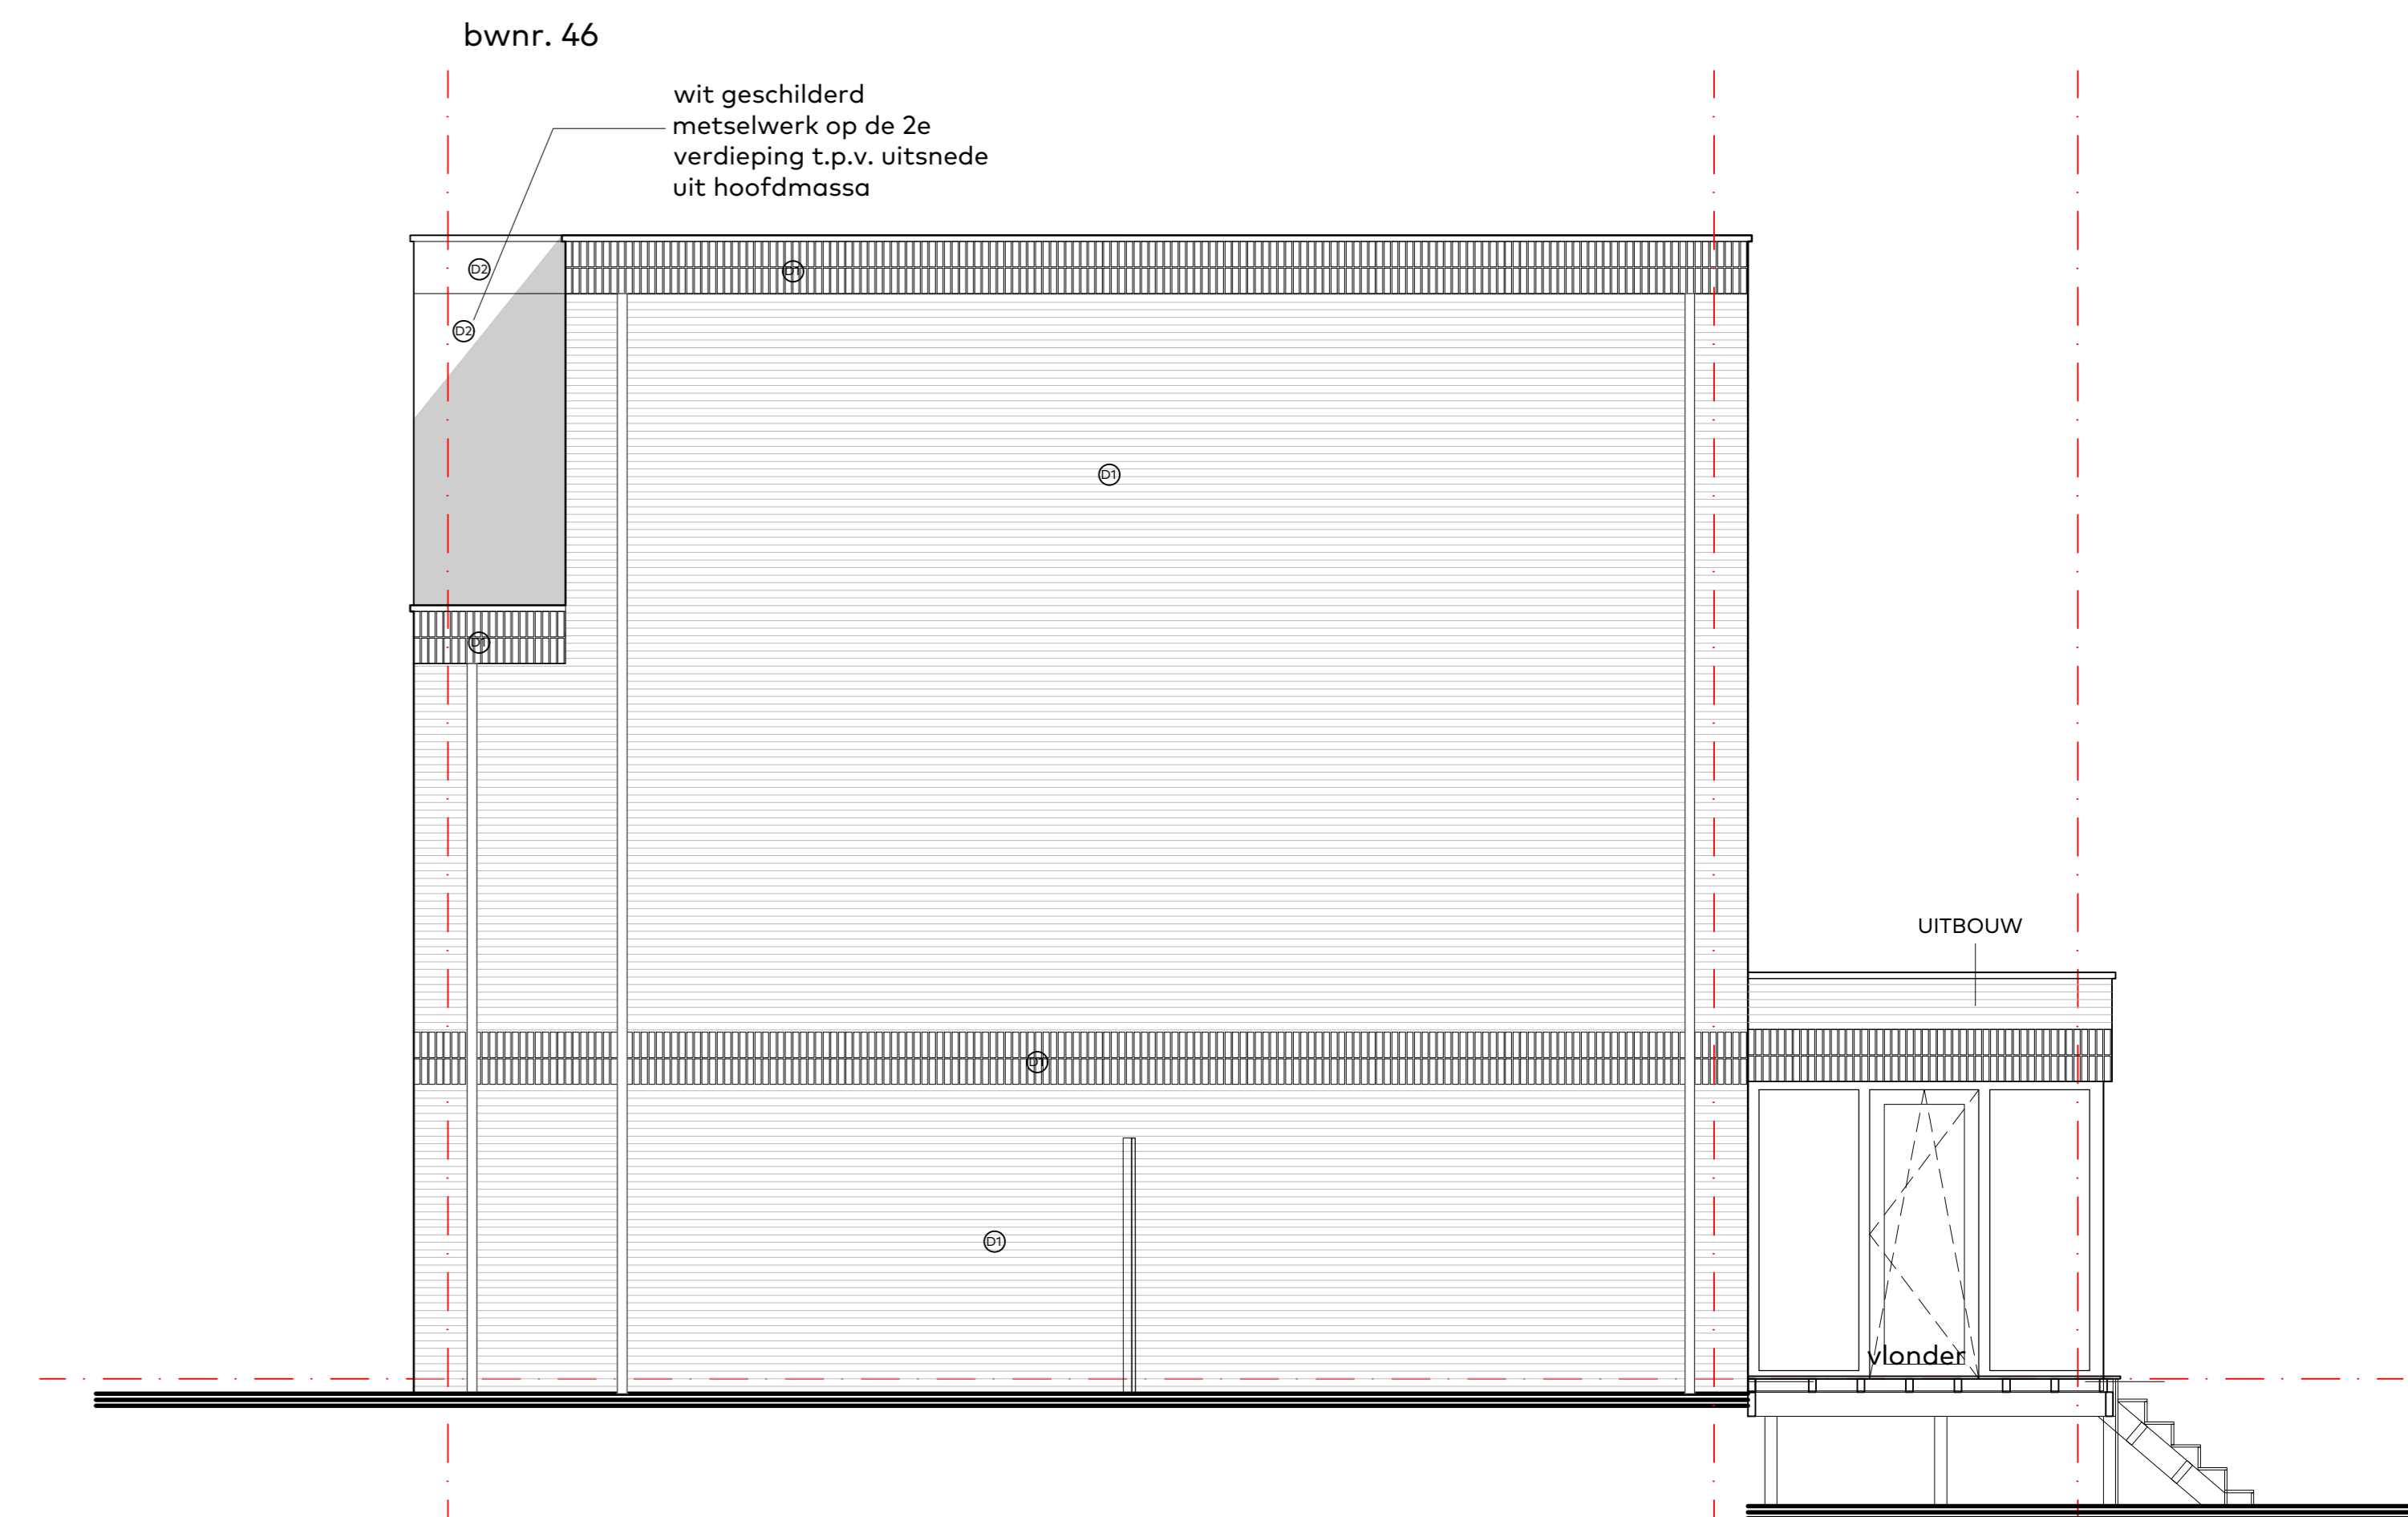 bwnr. 46
wit geschilderd
metselwerk op de 2e
verdieping t.p.v. uitsnede
uit hoofdmassa
D2
D1
D2
D1
D1
UITBOUW
D1
D1
vlonder